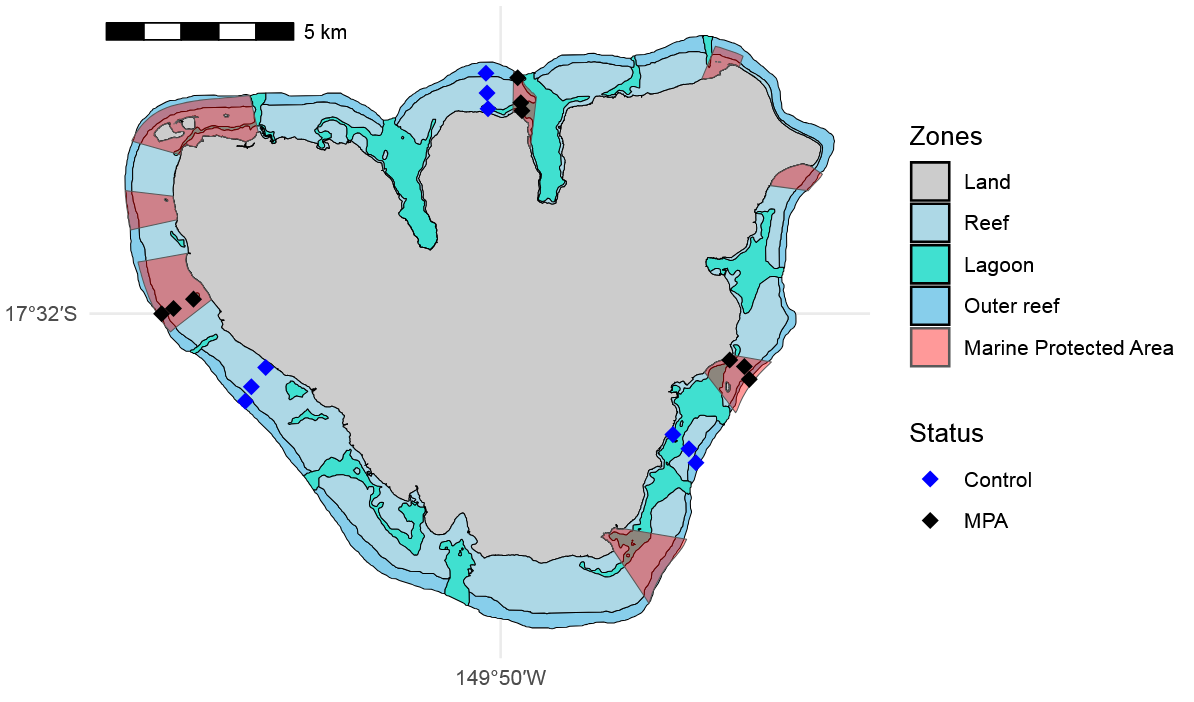 5 km
17°32′S
149°50′W
Zones
Land
Reef
Lagoon
Outer reef
Marine Protected Area
Status
Control
MPA